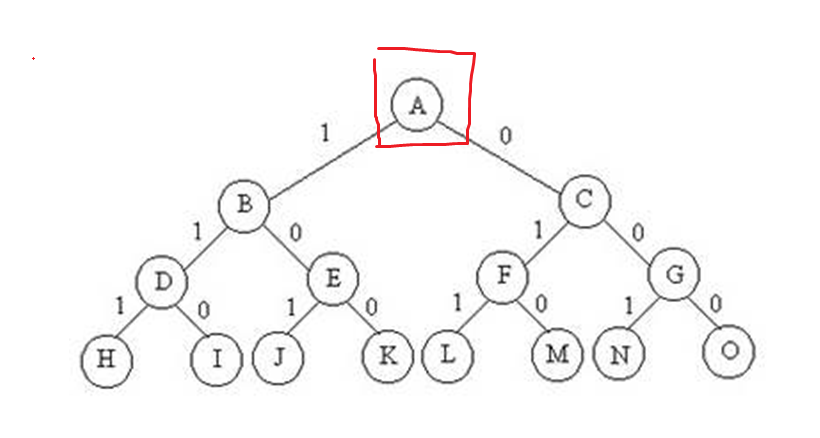 A
1 0
B C
1 0 1 0
D E F G
1 0 1 0 1 0 1 0
H I J K L M N O